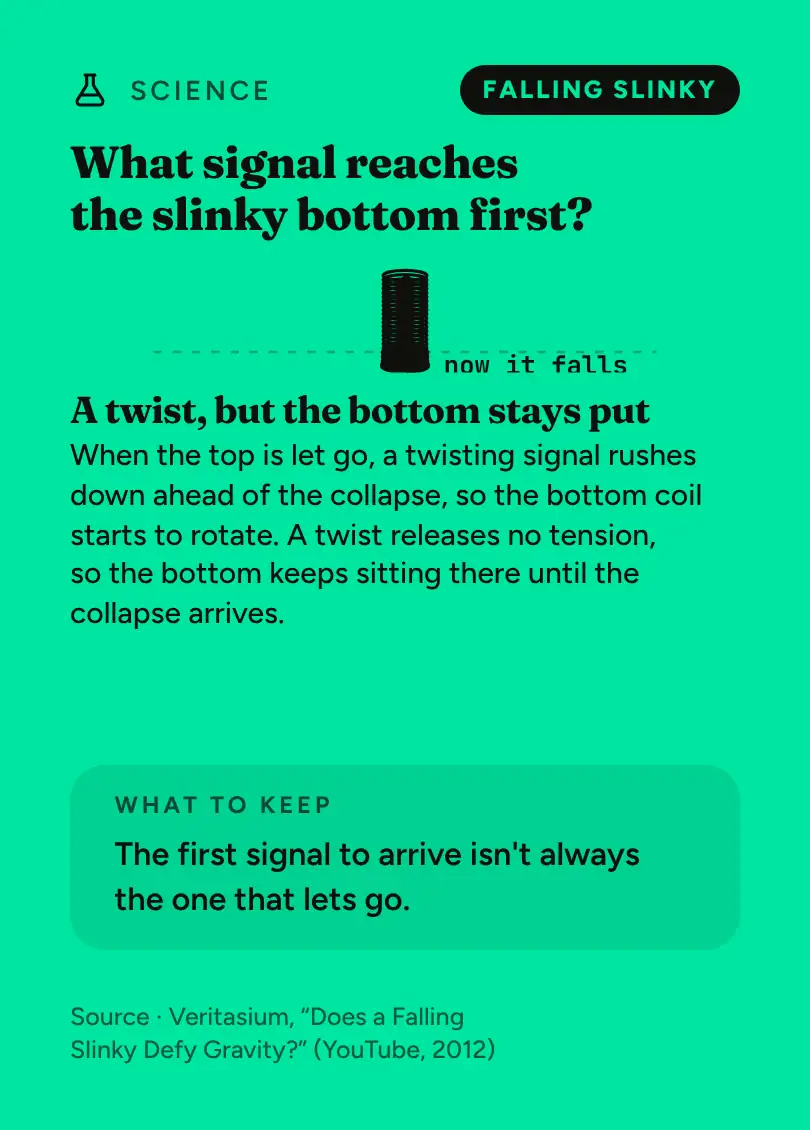 SCIENCE
FALLING SLINKY
What signal reaches
the slinky bottom first?
now it falls
A twist, but the bottom stays put
When the top is let go, a twisting signal rushes
down ahead of the collapse, so the bottom coil
starts to rotate. A twist releases no tension,
so the bottom keeps sitting there until the
collapse arrives.
WHAT TO KEEP
The first signal to arrive isn't always
the one that lets go.
Source · Veritasium, “Does a Falling
Slinky Defy Gravity?” (YouTube, 2012)